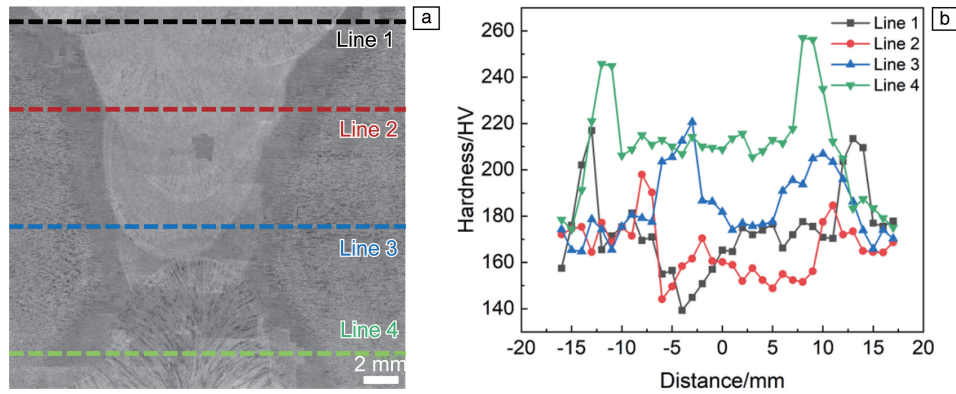 a
Line 1
Line 2
Line 3
Line 4
2 mm
b
Line 1
Line 2
Line 3
Line 4
Hardness/HV
260
240
220
200
180
160
140
-20
-15
-10
-5
0
5
10
15
20
Distance/mm